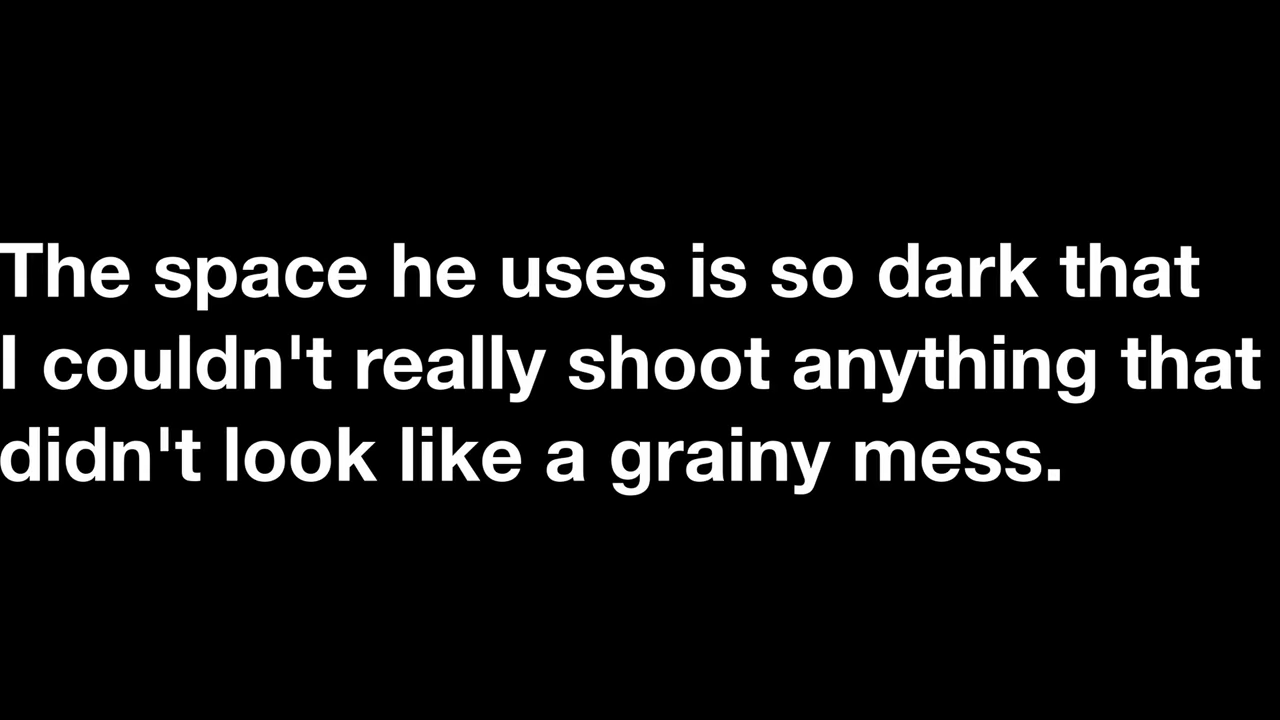 The space he uses is so dark that
I couldn't really shoot anything that
didn't look like a grainy mess.